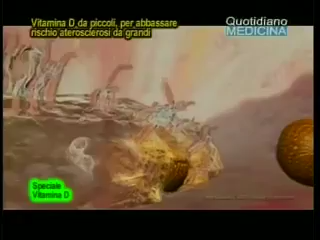 Vitamina D da piccoli, per abbassare
rischio aterosclerosi da grandi
Quotidiano
MEDICINA
Speciale
Vitamina D